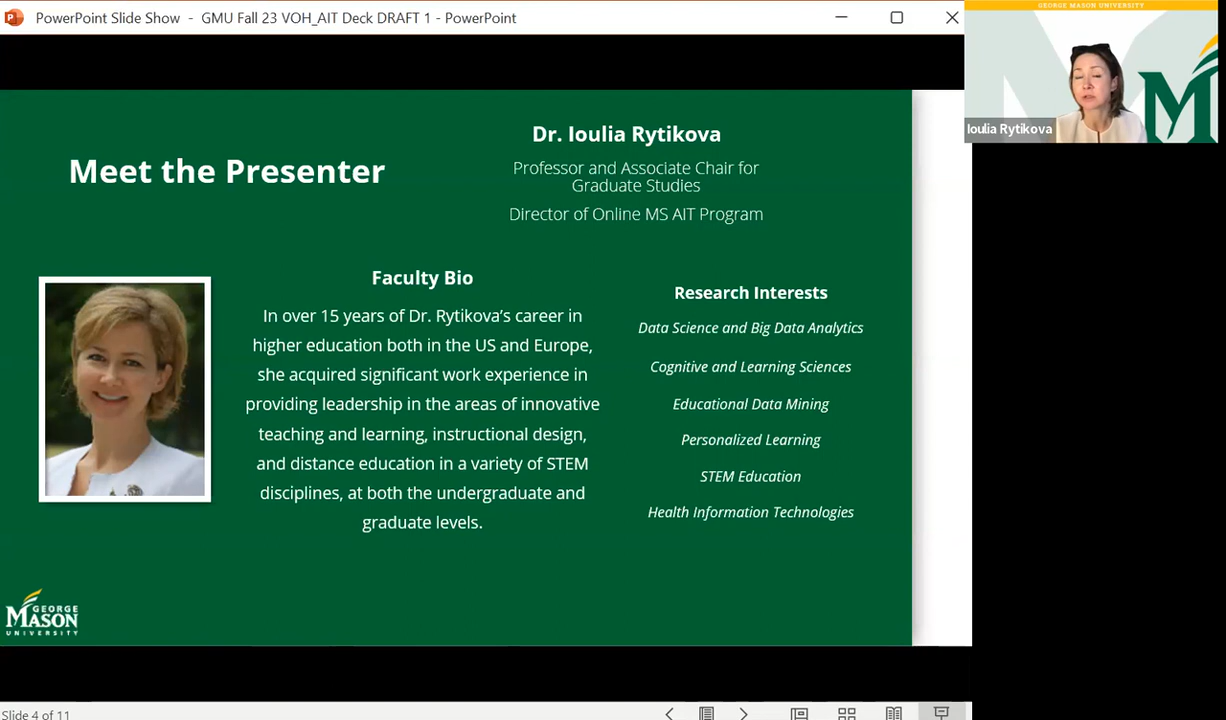 PowerPoint Slide Show - GMU Fall 23 VOH_AIT Deck DRAFT 1 - PowerPoint
GEORGE MASON UNIVERSITY
Ioulia Rytikova
Meet the Presenter
Dr. Ioulia Rytikova
Professor and Associate Chair for
Graduate Studies
Director of Online MS AIT Program
Faculty Bio
In over 15 years of Dr. Rytikova’s career in
higher education both in the US and Europe,
she acquired significant work experience in
providing leadership in the areas of innovative
teaching and learning, instructional design,
and distance education in a variety of STEM
disciplines, at both the undergraduate and
graduate levels.
Research Interests
Data Science and Big Data Analytics
Cognitive and Learning Sciences
Educational Data Mining
Personalized Learning
STEM Education
Health Information Technologies
GEORGE
MASON
UNIVERSITY
Slide 4 of 11